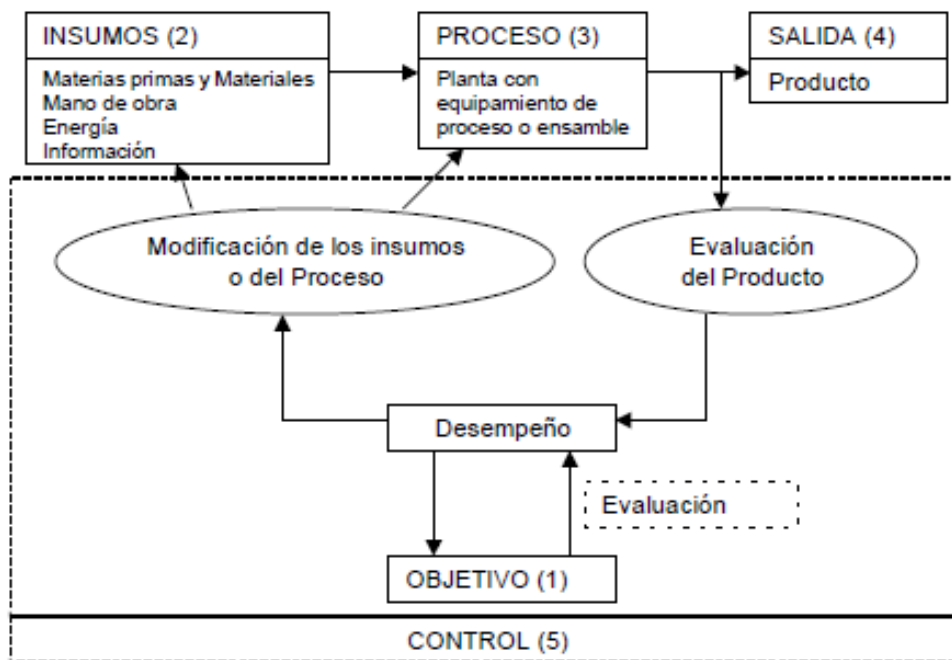 INSUMOS (2)
Materias primas y Materiales
Mano de obra
Energía
Información
PROCESO (3)
Planta con
equipamiento de
proceso o ensamble
SALIDA (4)
Producto
Modificación de los insumos
o del Proceso
Evaluación
del Producto
Desempeño
Evaluación
OBJETIVO (1)
CONTROL (5)